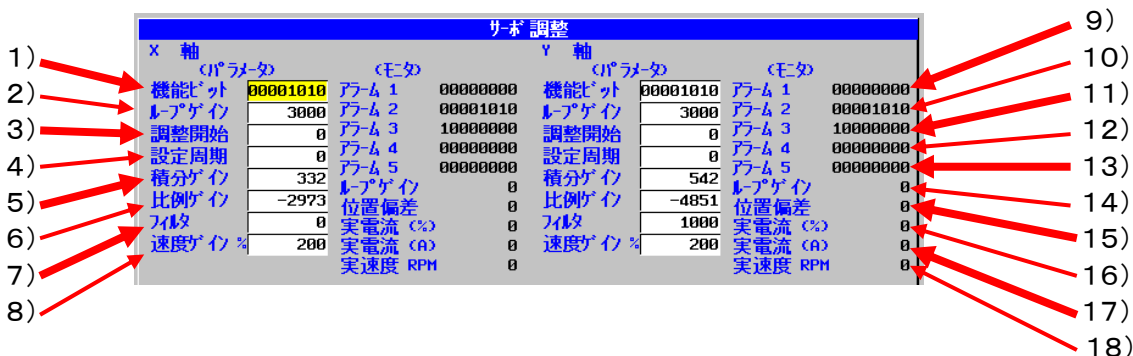 サーボ調整
X 軸
Y 軸
(パラメータ) (モニタ) (パラメータ) (モニタ)
1) 機能ビット 00001010 アラーム 1 00000000 機能ビット 00001010 アラーム 1 00000000 9)
2) ループゲイン 3000 アラーム 2 00001010 ループゲイン 3000 アラーム 2 00001010 10)
3) 調整開始 0 アラーム 3 10000000 調整開始 0 アラーム 3 10000000 11)
4) 設定周期 0 アラーム 4 00000000 設定周期 0 アラーム 4 00000000 12)
5) 積分ゲイン 332 アラーム 5 00000000 積分ゲイン 542 アラーム 5 00000000 13)
6) 比例ゲイン -2973 ループゲイン 0 比例ゲイン -4851 ループゲイン 0 14)
7) フィルタ 0 位置偏差 0 フィルタ 1000 位置偏差 0 15)
8) 速度ゲイン % 200 実電流 (%) 0 速度ゲイン % 200 実電流 (%) 0 16)
実電流 (A) 0 実電流 (A) 0 17)
実速度 RPM 0 実速度 RPM 0 18)